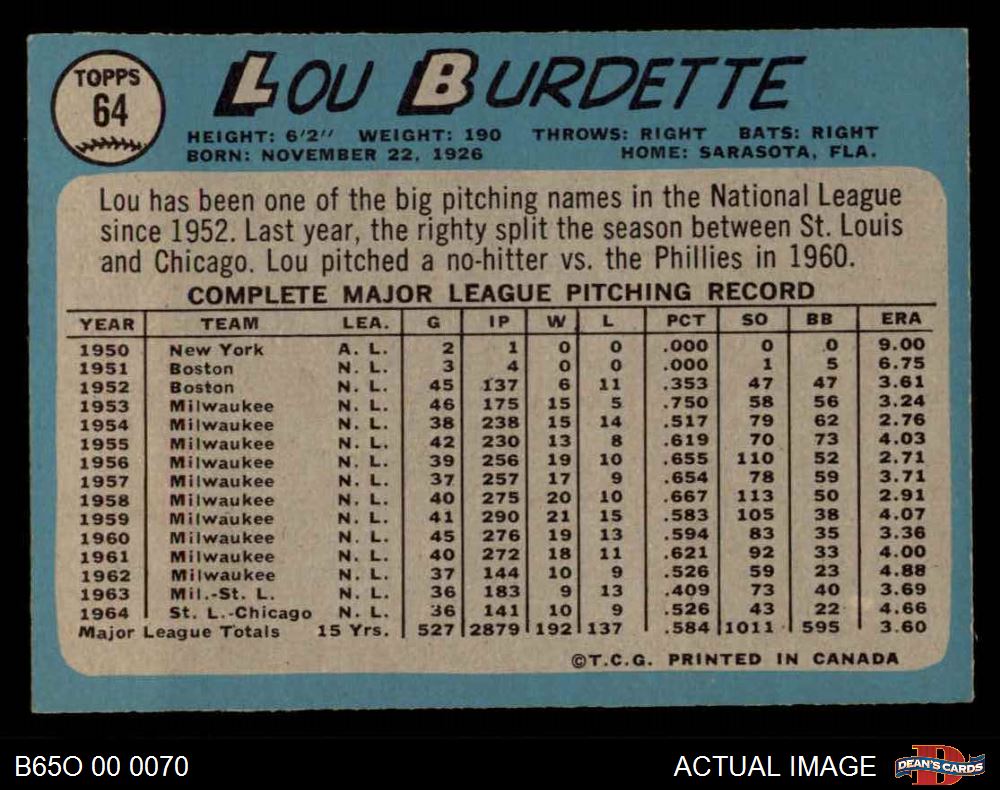 TOPPS
64
LOU BURDETTE
HEIGHT: 6'2" WEIGHT: 190 THROWS: RIGHT BATS: RIGHT
BORN: NOVEMBER 22, 1926 HOME: SARASOTA, FLA.
Lou has been one of the big pitching names in the National League
since 1952. Last year, the righty split the season between St. Louis
and Chicago. Lou pitched a no-hitter vs. the Phillies in 1960.
COMPLETE MAJOR LEAGUE PITCHING RECORD
YEAR TEAM LEA. G IP W L PCT SO BB ERA
1950 New York A. L. 2 1 0 0 .000 0 0 9.00
1951 Boston N. L. 3 4 0 0 .000 1 5 6.75
1952 Boston N. L. 45 137 6 11 .353 47 47 3.61
1953 Milwaukee N. L. 46 175 15 5 .750 58 56 3.24
1954 Milwaukee N. L. 38 238 15 14 .517 79 62 2.76
1955 Milwaukee N. L. 42 230 13 8 .619 70 73 4.03
1956 Milwaukee N. L. 39 256 19 10 .655 110 52 2.71
1957 Milwaukee N. L. 37 257 17 9 .654 78 59 3.71
1958 Milwaukee N. L. 40 275 20 10 .667 113 50 2.91
1959 Milwaukee N. L. 41 290 21 15 .583 105 38 4.07
1960 Milwaukee N. L. 45 276 19 13 .594 83 35 3.36
1961 Milwaukee N. L. 40 272 18 11 .621 92 33 4.00
1962 Milwaukee N. L. 37 144 10 9 .526 59 23 4.88
1963 Mil.-St. L. N. L. 36 183 9 13 .409 73 40 3.69
1964 St. L.-Chicago N. L. 36 141 10 9 .526 43 22 4.66
Major League Totals 15 Yrs. 527 2879 192 137 .584 1011 595 3.60
©T.C.G. PRINTED IN CANADA
B65O 00 0070 ACTUAL IMAGE DEAN'S CARDS